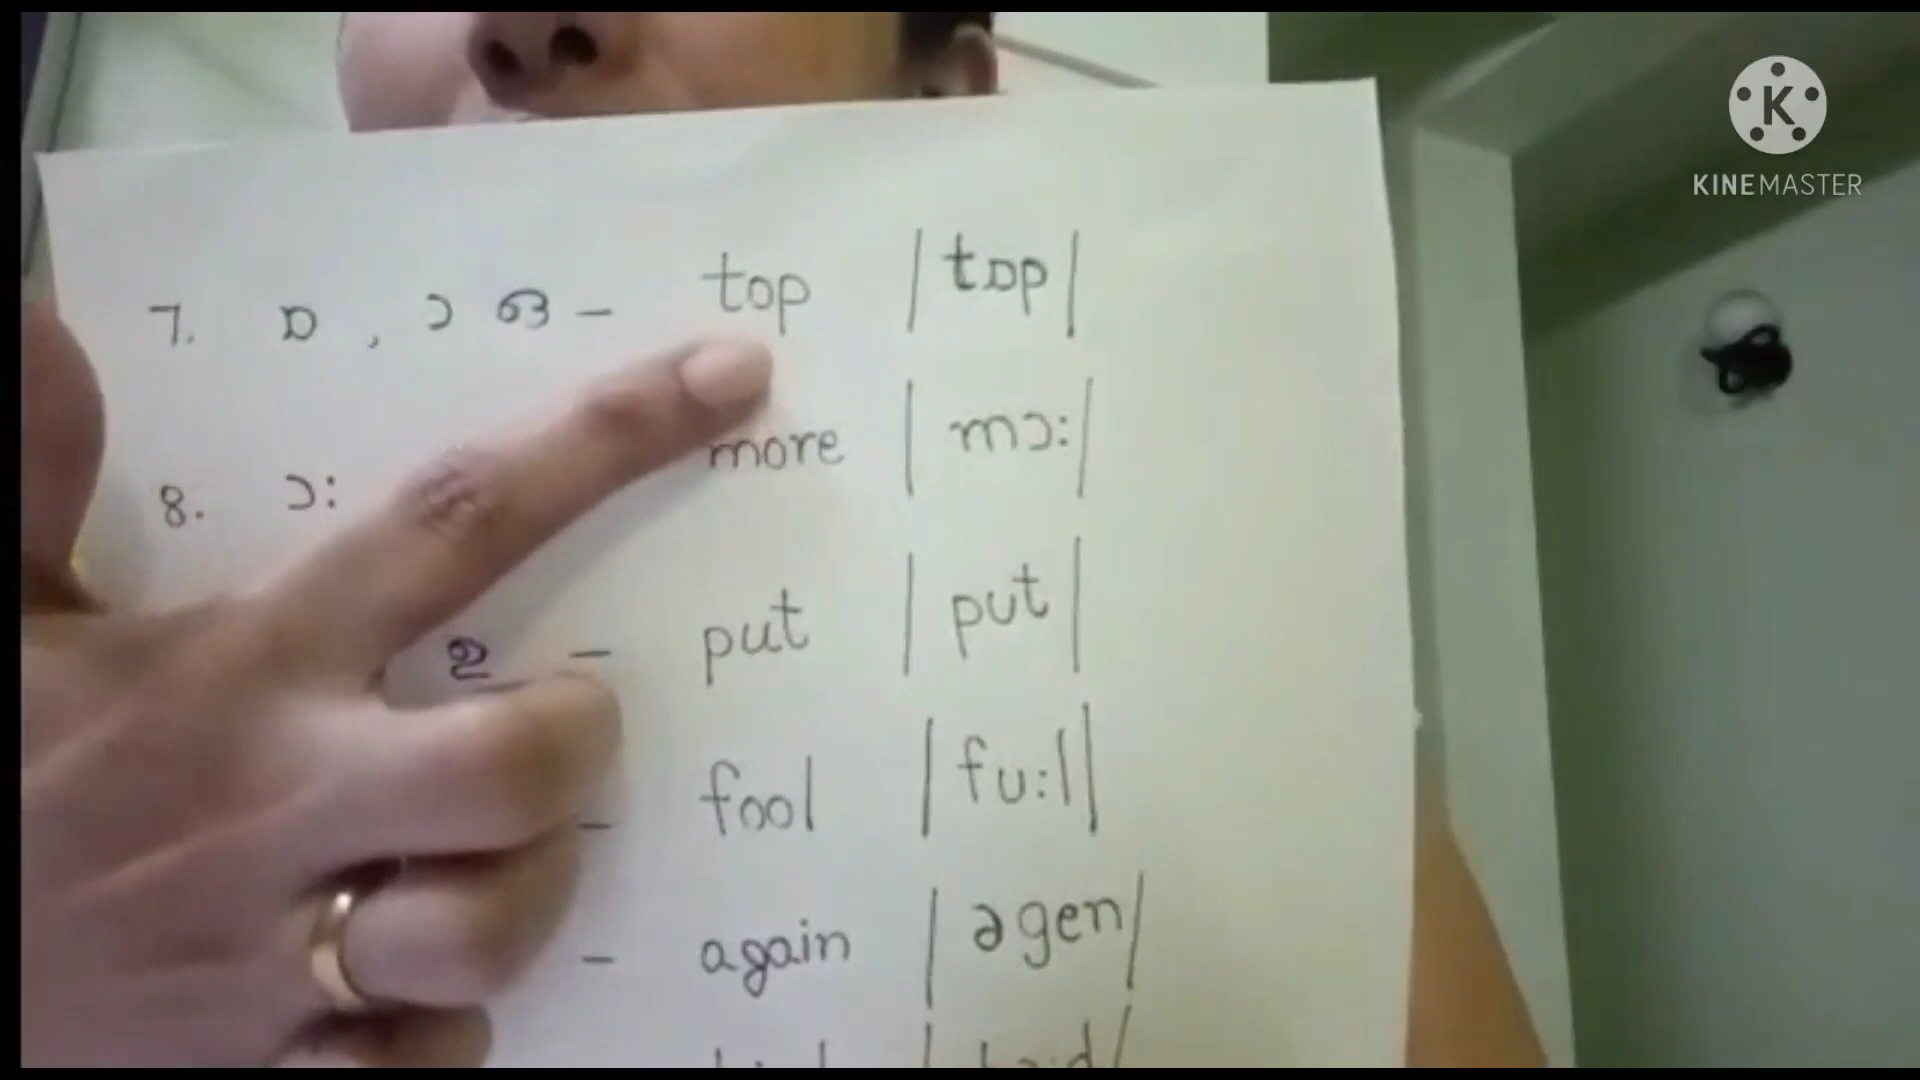 KINEMASTER
7. ɒ, ɔ ഒ - top /tɒp/
8. ɔ: more /mɔ:/
ഉ - put /put/
- fool /fu:l/
- again /əgen/